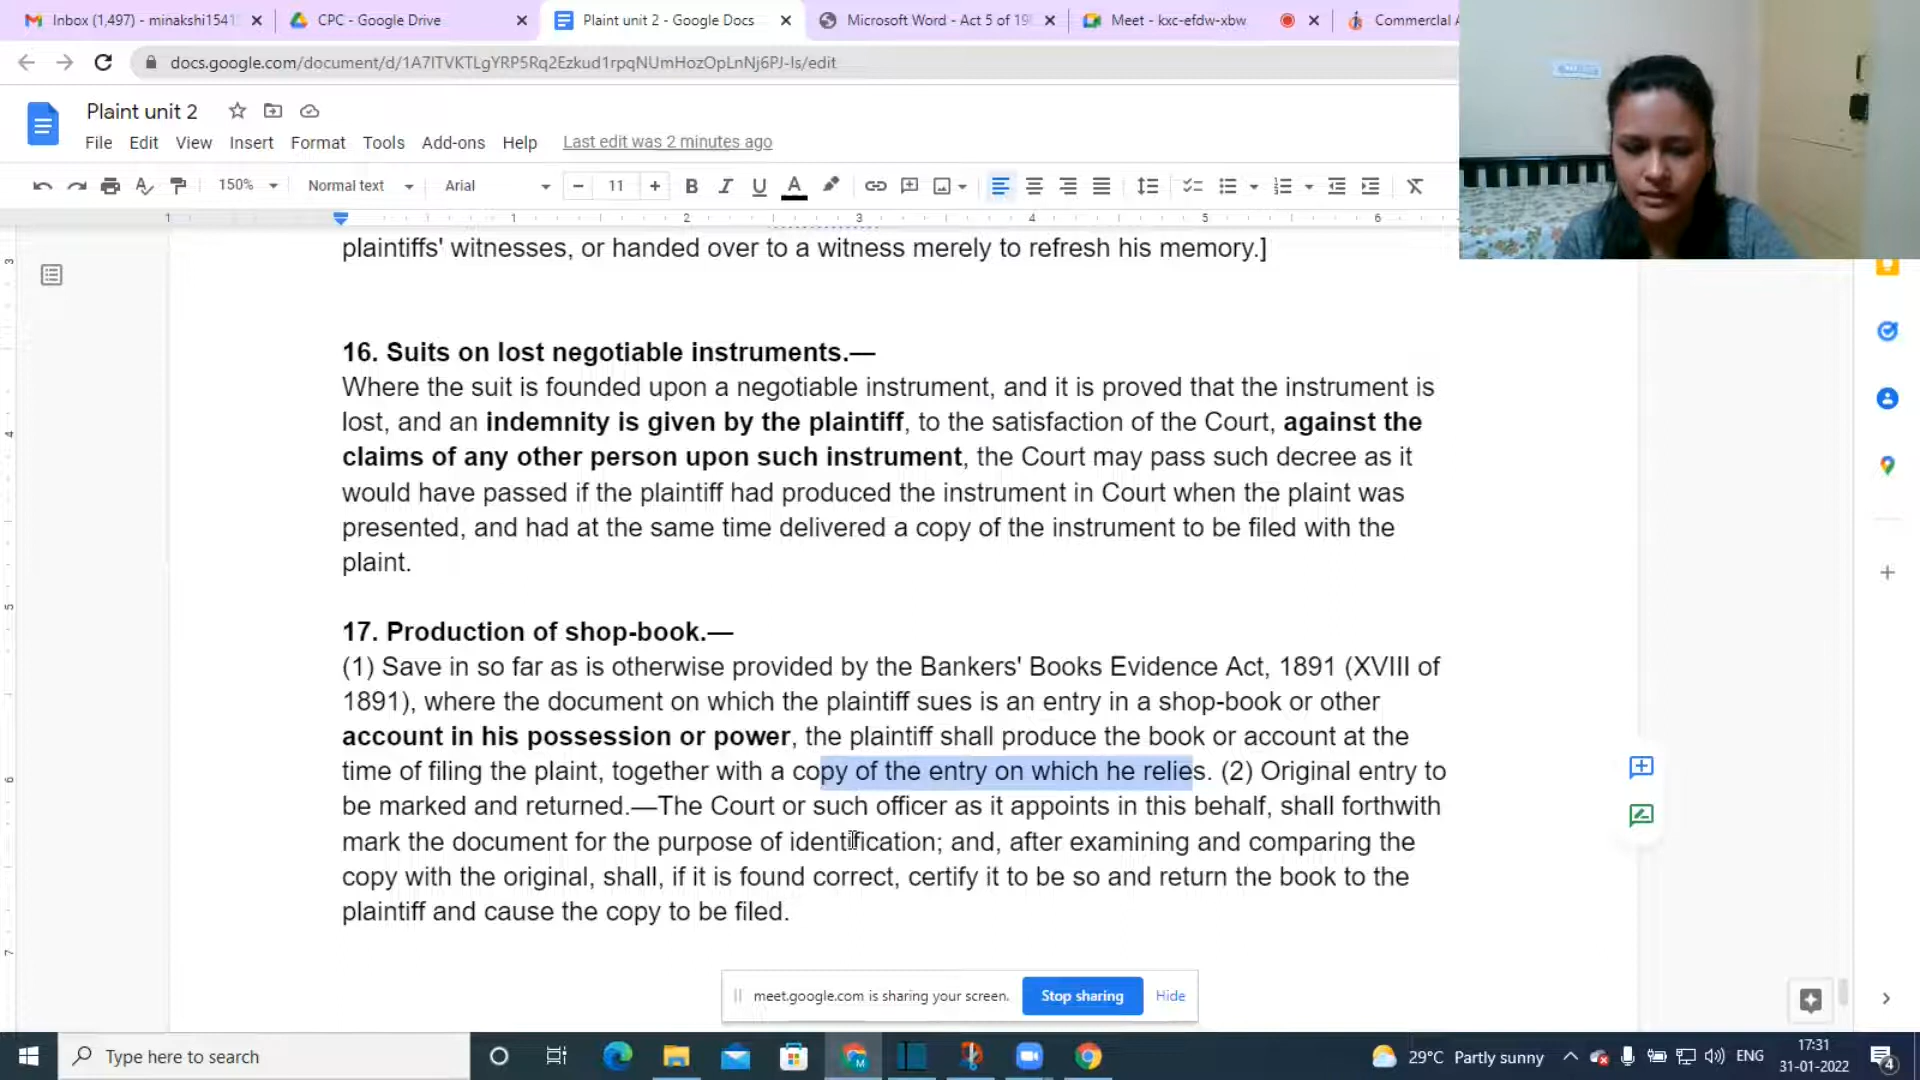 Inbox (1,497) - minakshi1541
CPC - Google Drive
Plaint unit 2 - Google Docs
Microsoft Word - Act 5 of 19
Meet - kxc-efdw-xbw
Commercial A
docs.google.com/document/d/1A7ITVKTLgYRP5Rq2Ezkud1rpqNUmHozOpLnNj6PJ-Is/edit
Plaint unit 2
File Edit View Insert Format Tools Add-ons Help Last edit was 2 minutes ago
150% Normal text Arial 11
1 1 2 3 4 5 6
plaintiffs' witnesses, or handed over to a witness merely to refresh his memory.]
16. Suits on lost negotiable instruments.—
Where the suit is founded upon a negotiable instrument, and it is proved that the instrument is
lost, and an indemnity is given by the plaintiff, to the satisfaction of the Court, against the
claims of any other person upon such instrument, the Court may pass such decree as it
would have passed if the plaintiff had produced the instrument in Court when the plaint was
presented, and had at the same time delivered a copy of the instrument to be filed with the
plaint.
17. Production of shop-book.—
(1) Save in so far as is otherwise provided by the Bankers' Books Evidence Act, 1891 (XVIII of
1891), where the document on which the plaintiff sues is an entry in a shop-book or other
account in his possession or power, the plaintiff shall produce the book or account at the
time of filing the plaint, together with a copy of the entry on which he relies. (2) Original entry to
be marked and returned.—The Court or such officer as it appoints in this behalf, shall forthwith
mark the document for the purpose of identification; and, after examining and comparing the
copy with the original, shall, if it is found correct, certify it to be so and return the book to the
plaintiff and cause the copy to be filed.
3
4
5
6
7
meet.google.com is sharing your screen. Stop sharing Hide
Type here to search
29°C Partly sunny
ENG
17:31
31-01-2022
4